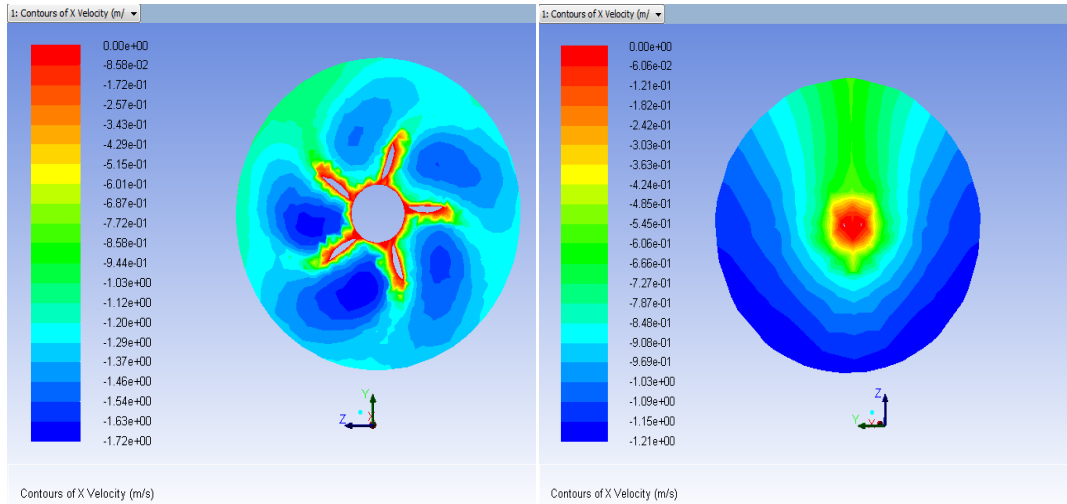 1: Contours of X Velocity (m/
0.00e+00
-8.58e-02
-1.72e-01
-2.57e-01
-3.43e-01
-4.29e-01
-5.15e-01
-6.01e-01
-6.87e-01
-7.72e-01
-8.58e-01
-9.44e-01
-1.03e+00
-1.12e+00
-1.20e+00
-1.29e+00
-1.37e+00
-1.46e+00
-1.54e+00
-1.63e+00
-1.72e+00
Y
Z
X
Contours of X Velocity (m/s)
1: Contours of X Velocity (m/
0.00e+00
-6.06e-02
-1.21e-01
-1.82e-01
-2.42e-01
-3.03e-01
-3.63e-01
-4.24e-01
-4.84e-01
-5.45e-01
-6.06e-01
-6.66e-01
-7.27e-01
-7.87e-01
-8.48e-01
-9.08e-01
-9.69e-01
-1.03e+00
-1.09e+00
-1.15e+00
-1.21e+00
Z
Y
X
Contours of X Velocity (m/s)